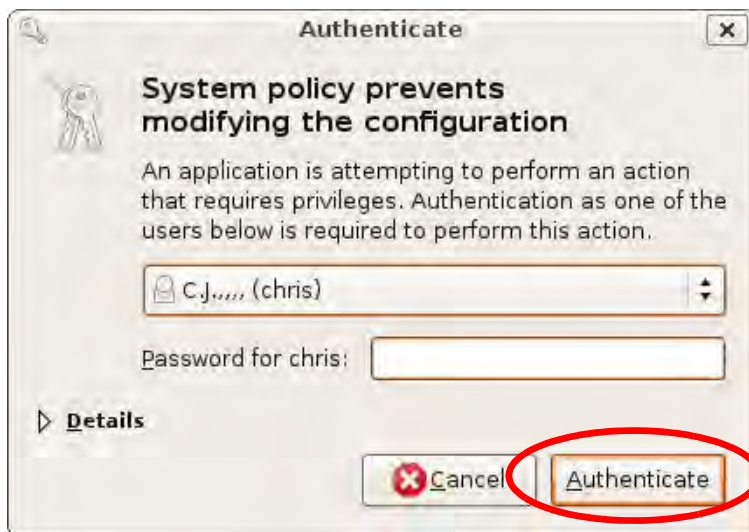 Authenticate
System policy prevents
modifying the configuration
An application is attempting to perform an action
that requires privileges. Authentication as one of the
users below is required to perform this action.
C.J.,,,,, (chris)
Password for chris:
Details
Cancel
Authenticate